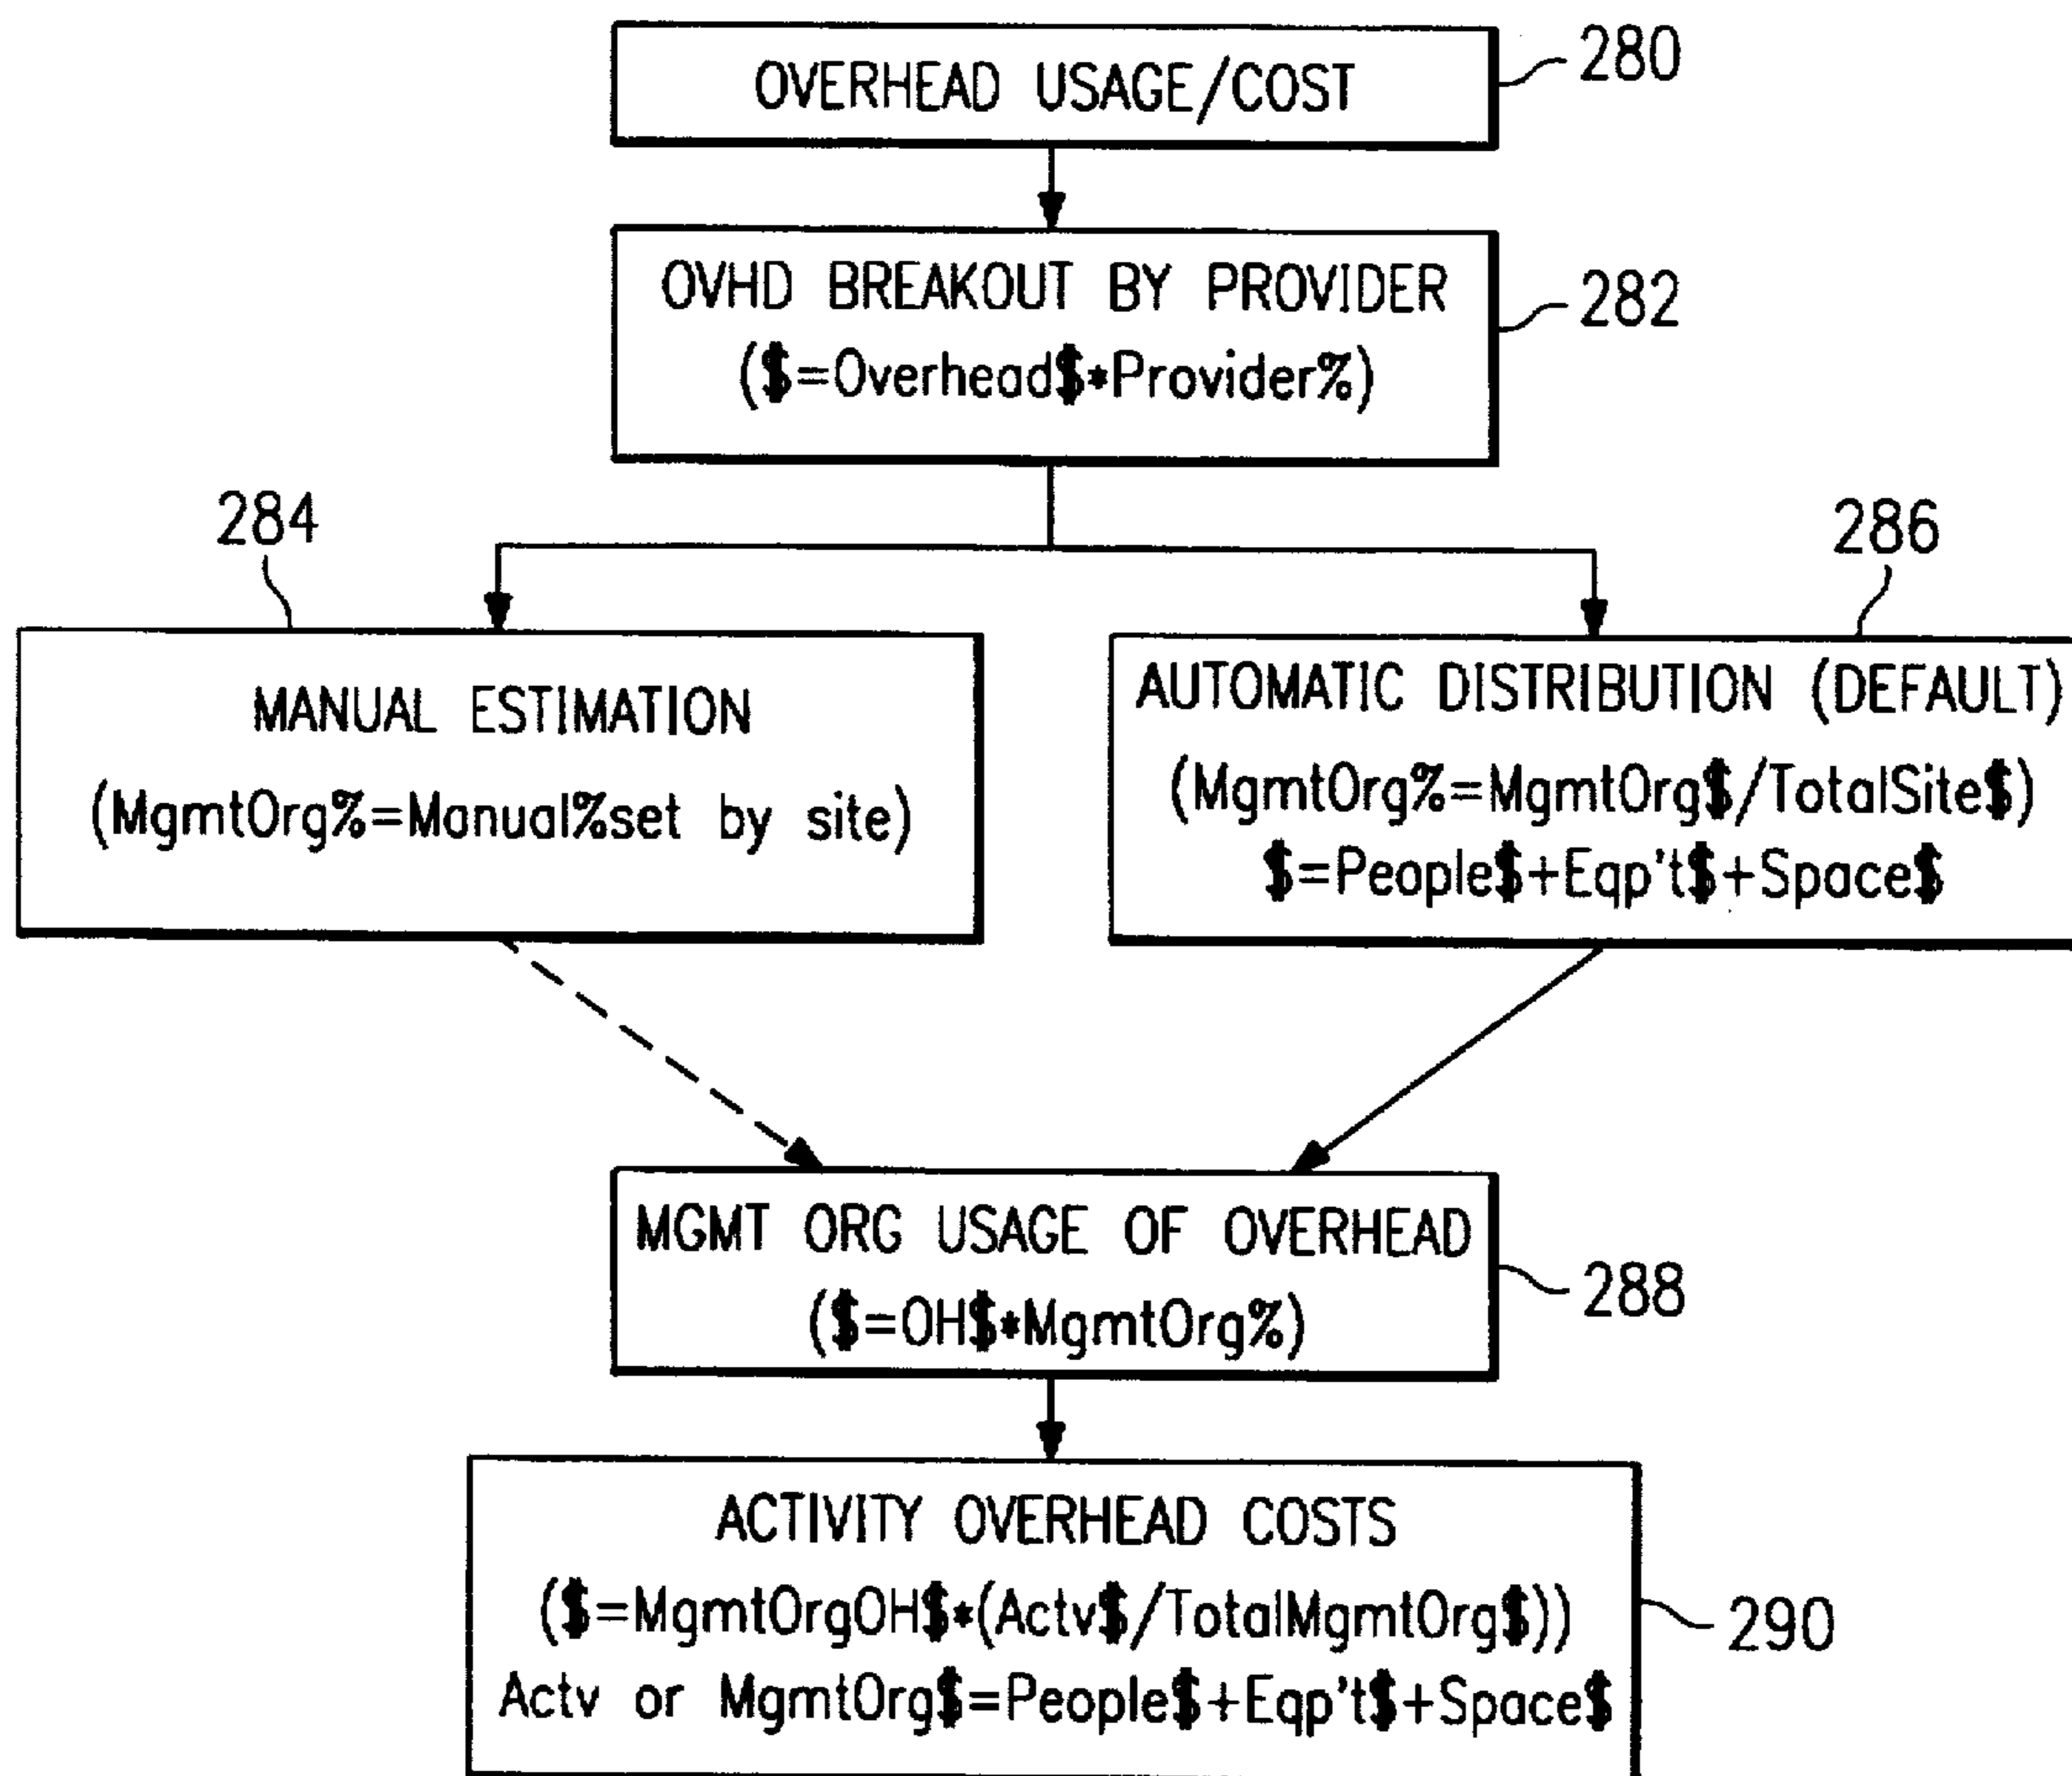 OVERHEAD USAGE/COST
280
OVHD BREAKOUT BY PROVIDER
($=Overhead$*Provider%)
282
284
MANUAL ESTIMATION
(MgmtOrg%=Manual%set by site)
286
AUTOMATIC DISTRIBUTION (DEFAULT)
(MgmtOrg%=MgmtOrg$/TotalSite$)
$=People$+Eqp't$+Space$
MGMT ORG USAGE OF OVERHEAD
($=OH$*MgmtOrg%)
288
ACTIVITY OVERHEAD COSTS
($=MgmtOrgOH$*(Actv$/TotalMgmtOrg$))
Actv or MgmtOrg$=People$+Eqp't$+Space$
290